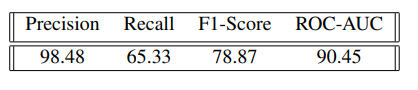 Precision Recall F1-Score ROC-AUC
98.48 65.33 78.87 90.45